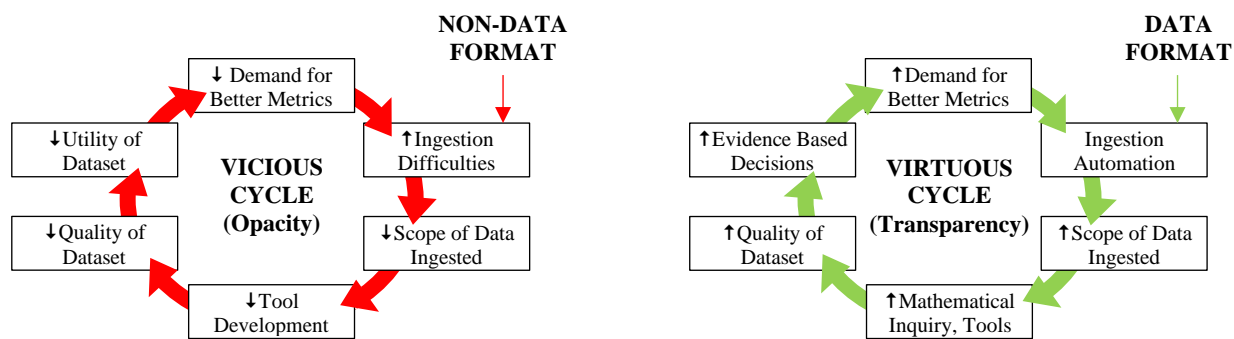 NON-DATA
FORMAT
↓ Demand for
Better Metrics
↑Ingestion
Difficulties
↓Scope of Data
Ingested
↓Tool
Development
↓Quality of
Dataset
↓Utility of
Dataset
VICIOUS
CYCLE
(Opacity)
DATA
FORMAT
↑Demand for
Better Metrics
Ingestion
Automation
↑Scope of Data
Ingested
↑Mathematical
Inquiry, Tools
↑Quality of
Dataset
↑Evidence Based
Decisions
VIRTUOUS
CYCLE
(Transparency)